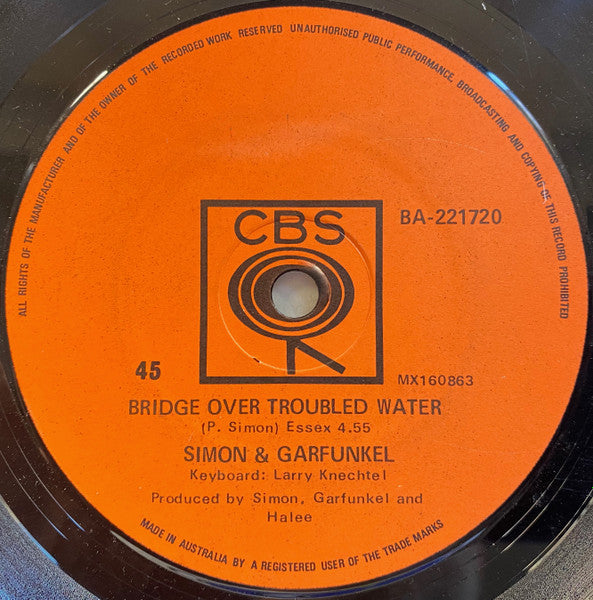 ALL RIGHTS OF THE MANUFACTURER AND OF THE OWNER OF THE RECORDED WORK RESERVED UNAUTHORISED PUBLIC PERFORMANCE, BROADCASTING AND COPYING OF THIS RECORD PROHIBITED
CBS
BA-221720
45
MX160863
BRIDGE OVER TROUBLED WATER
(P. Simon) Essex 4.55
SIMON & GARFUNKEL
Keyboard: Larry Knechtel
Produced by Simon, Garfunkel and
Halee
MADE IN AUSTRALIA BY A REGISTERED USER OF THE TRADE MARKS